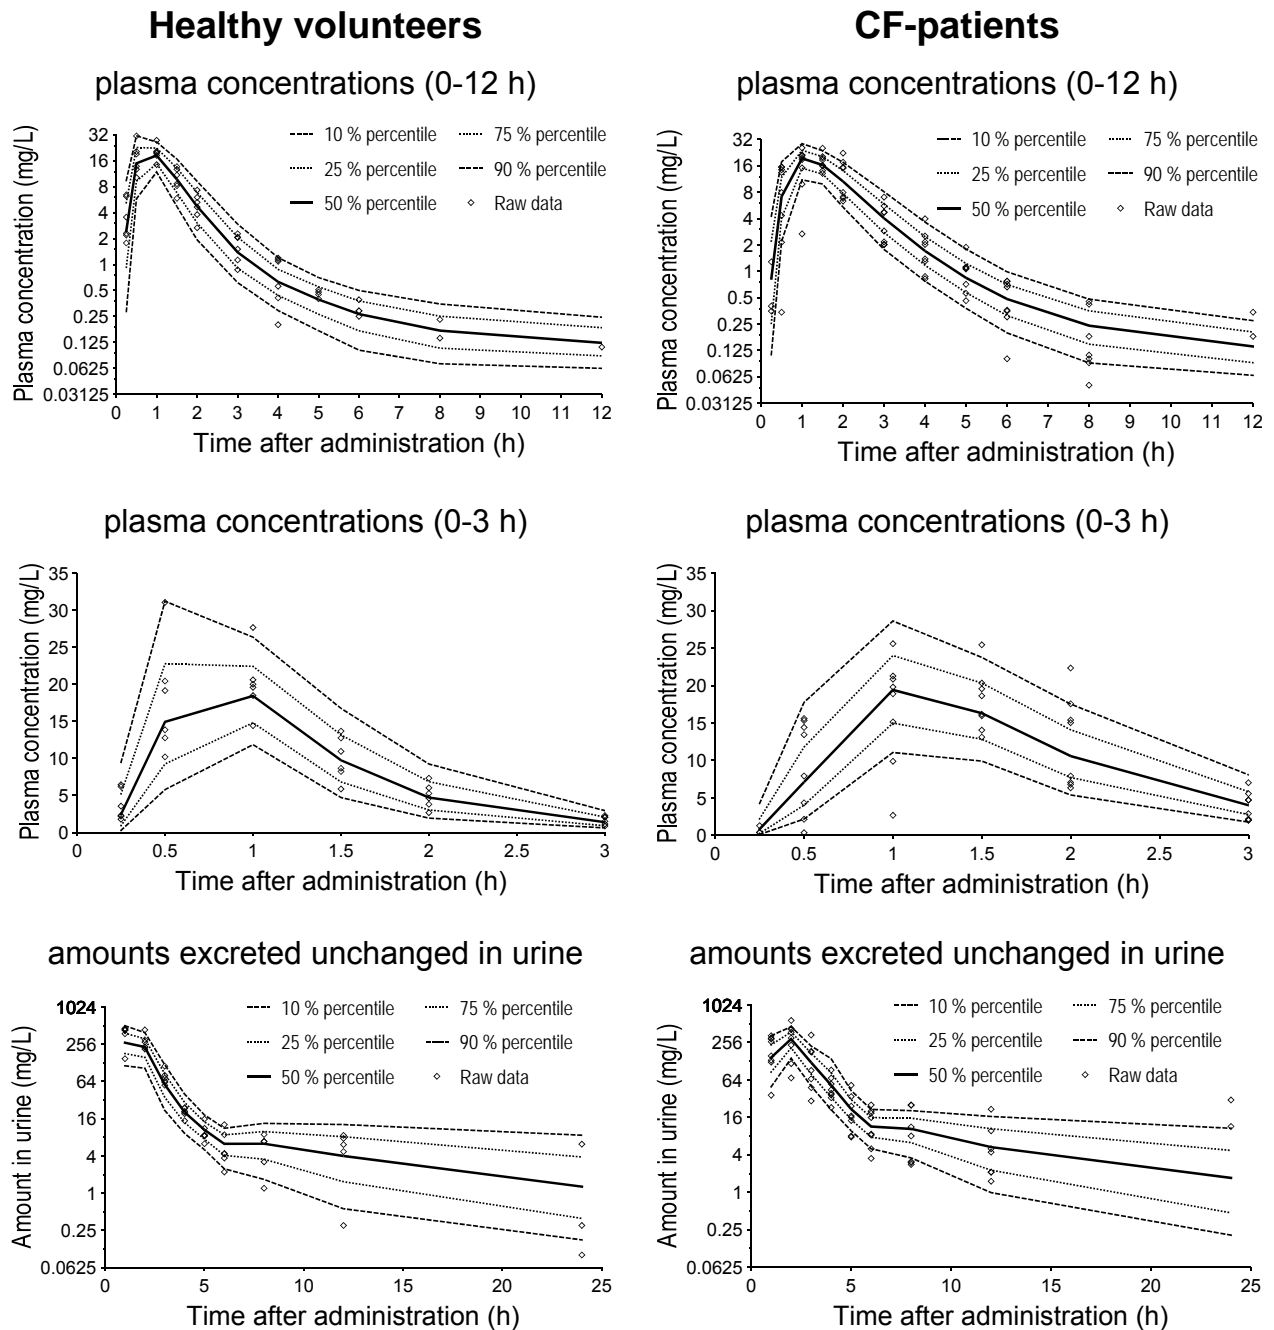 Healthy volunteers
CF-patients
plasma concentrations (0-12 h)
plasma concentrations (0-12 h)
Plasma concentration (mg/L)
32
16
8
4
2
1
0.5
0.25
0.125
0.0625
0.03125
10 % percentile
75 % percentile
25 % percentile
90 % percentile
50 % percentile
Raw data
0 1 2 3 4 5 6 7 8 9 10 11 12
Time after administration (h)
Plasma concentration (mg/L)
32
16
8
4
2
1
0.5
0.25
0.125
0.0625
0.03125
10 % percentile
75 % percentile
25 % percentile
90 % percentile
50 % percentile
Raw data
0 1 2 3 4 5 6 7 8 9 10 11 12
Time after administration (h)
plasma concentrations (0-3 h)
plasma concentrations (0-3 h)
Plasma concentration (mg/L)
35
30
25
20
15
10
5
0
0 0.5 1 1.5 2 2.5 3
Time after administration (h)
Plasma concentration (mg/L)
35
30
25
20
15
10
5
0
0 0.5 1 1.5 2 2.5 3
Time after administration (h)
amounts excreted unchanged in urine
amounts excreted unchanged in urine
Amount in urine (mg/L)
1024
256
64
16
4
1
0.25
0.0625
10 % percentile
75 % percentile
25 % percentile
90 % percentile
50 % percentile
Raw data
0 5 10 15 20 25
Time after administration (h)
Amount in urine (mg/L)
1024
256
64
16
4
1
0.25
0.0625
10 % percentile
75 % percentile
25 % percentile
90 % percentile
50 % percentile
Raw data
0 5 10 15 20 25
Time after administration (h)